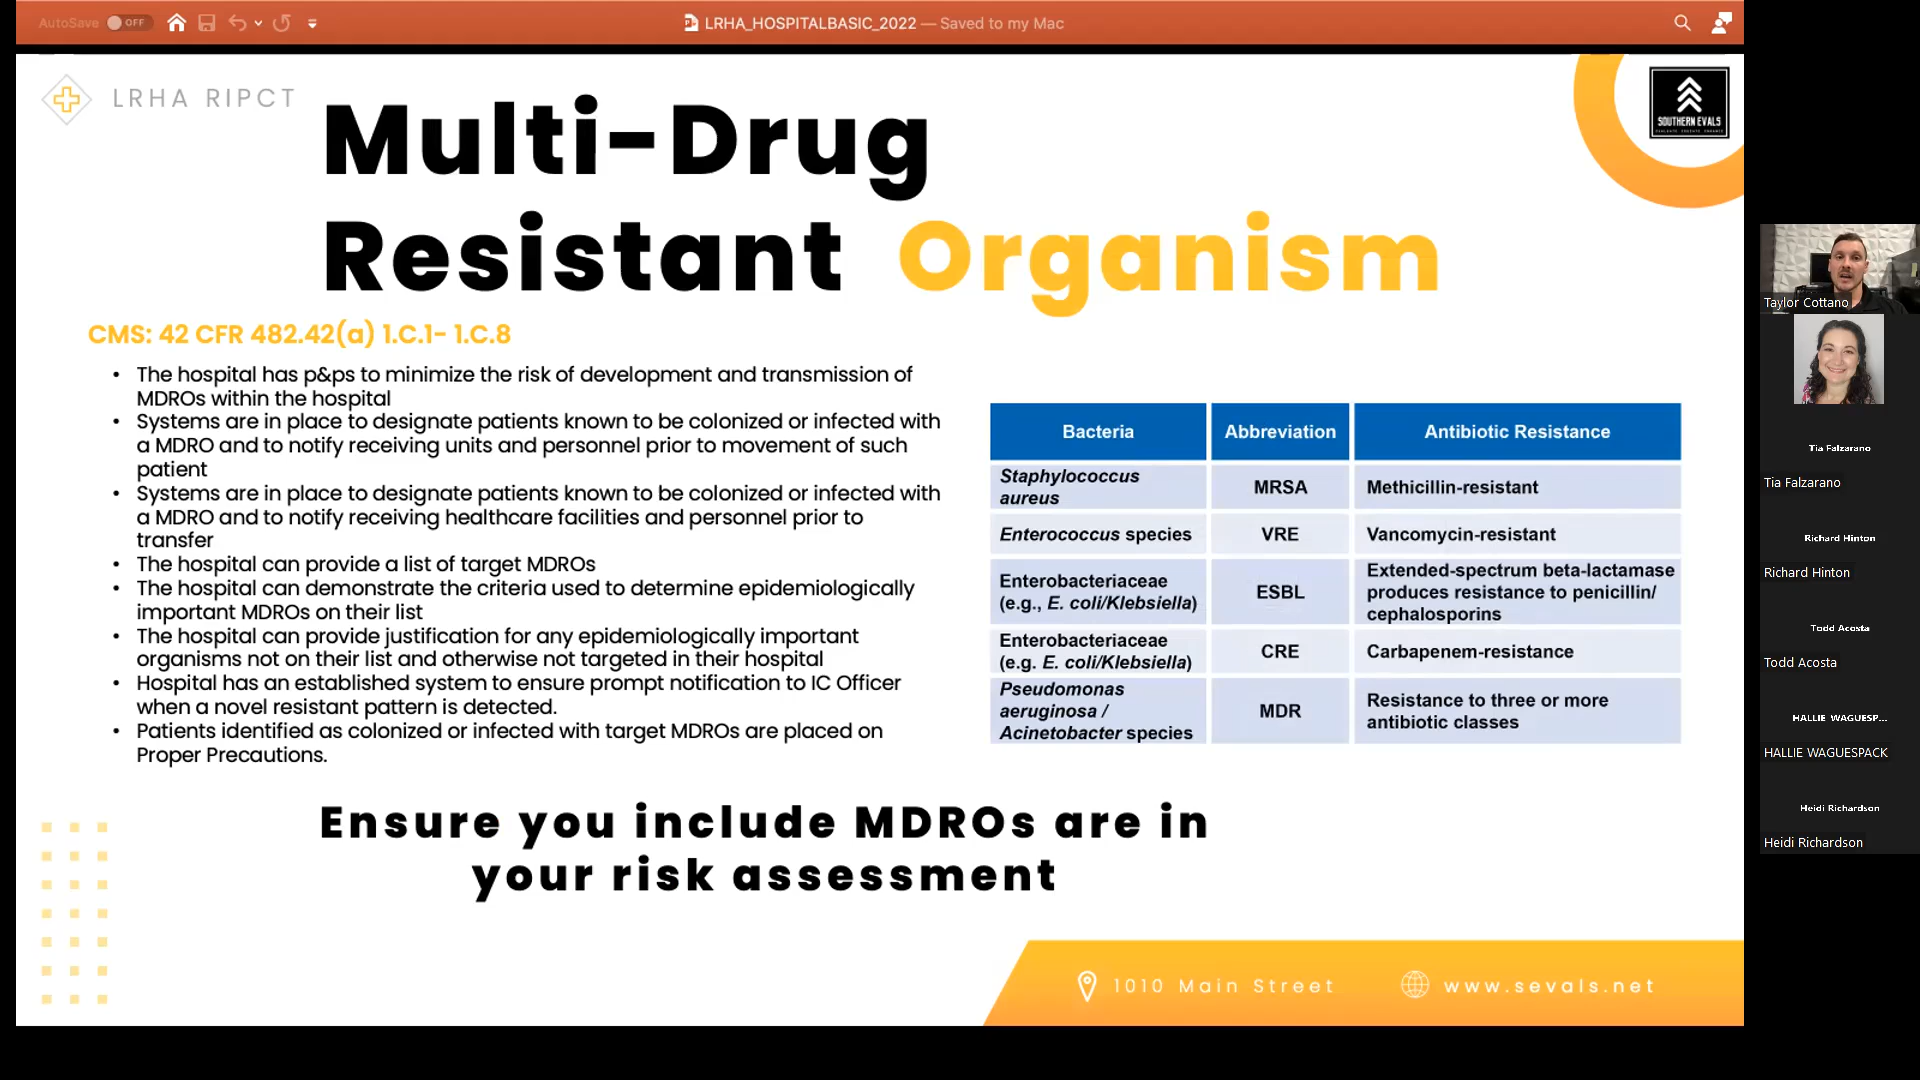 AutoSave OFF
LRHA_HOSPITALBASIC_2022 — Saved to my Mac
LRHA RIPCT
SOUTHERN EVALS
Multi-Drug
Resistant Organism
CMS: 42 CFR 482.42(a) 1.C.1- 1.C.8
• The hospital has p&ps to minimize the risk of development and transmission of
MDROs within the hospital
• Systems are in place to designate patients known to be colonized or infected with
a MDRO and to notify receiving units and personnel prior to movement of such
patient
• Systems are in place to designate patients known to be colonized or infected with
a MDRO and to notify receiving healthcare facilities and personnel prior to
transfer
• The hospital can provide a list of target MDROs
• The hospital can demonstrate the criteria used to determine epidemiologically
important MDROs on their list
• The hospital can provide justification for any epidemiologically important
organisms not on their list and otherwise not targeted in their hospital
• Hospital has an established system to ensure prompt notification to IC Officer
when a novel resistant pattern is detected.
• Patients identified as colonized or infected with target MDROs are placed on
Proper Precautions.
Bacteria Abbreviation Antibiotic Resistance
Staphylococcus
aureus
MRSA
Methicillin-resistant
Enterococcus species VRE Vancomycin-resistant
Enterobacteriaceae
(e.g., E. coli/Klebsiella)
ESBL
Extended-spectrum beta-lactamase
produces resistance to penicillin/
cephalosporins
Enterobacteriaceae
(e.g. E. coli/Klebsiella)
CRE
Carbapenem-resistance
Pseudomonas
aeruginosa /
Acinetobacter species
MDR
Resistance to three or more
antibiotic classes
Ensure you include MDROs are in
your risk assessment
1010 Main Street www.sevals.net
Taylor Cottano
Tia Falzarano
Tia Falzarano
Richard Hinton
Richard Hinton
Todd Acosta
Todd Acosta
HALLIE WAGUESP...
HALLIE WAGUESPACK
Heidi Richardson
Heidi Richardson